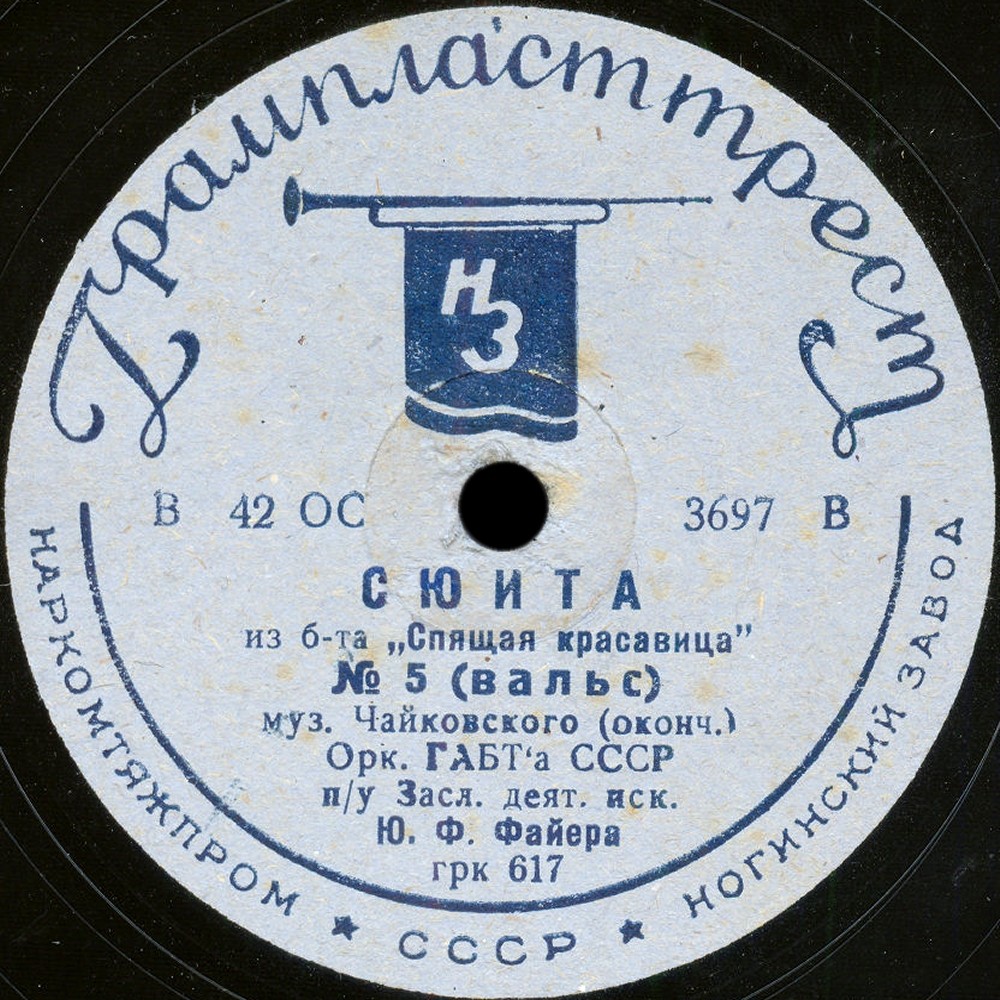 Грампласттрест
НЗ
В 42 ОС 3697 В
СЮИТА
из б-та „Спящая красавица”
№ 5 (вальс)
муз. Чайковского (оконч.)
Орк. ГАБТ‘а СССР
п/у Засл. деят. иск.
Ю. Ф. Файера
грк 617
НАРКОМТЯЖПРОМ ★ СССР ★ НОГИНСКИЙ ЗАВОД